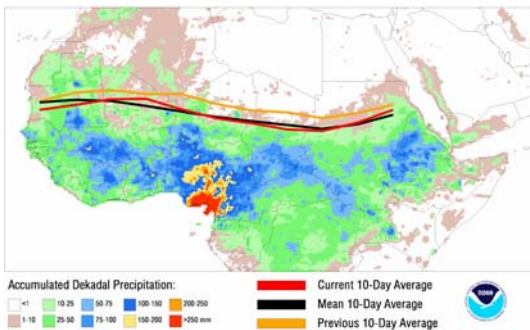 Accumulated Dekadal Precipitation:
<1 10-25 50-75 100-150 200-250
1-10 25-50 75-100 150-200 >250 mm
Current 10-Day Average
Mean 10-Day Average
Previous 10-Day Average
NOAA